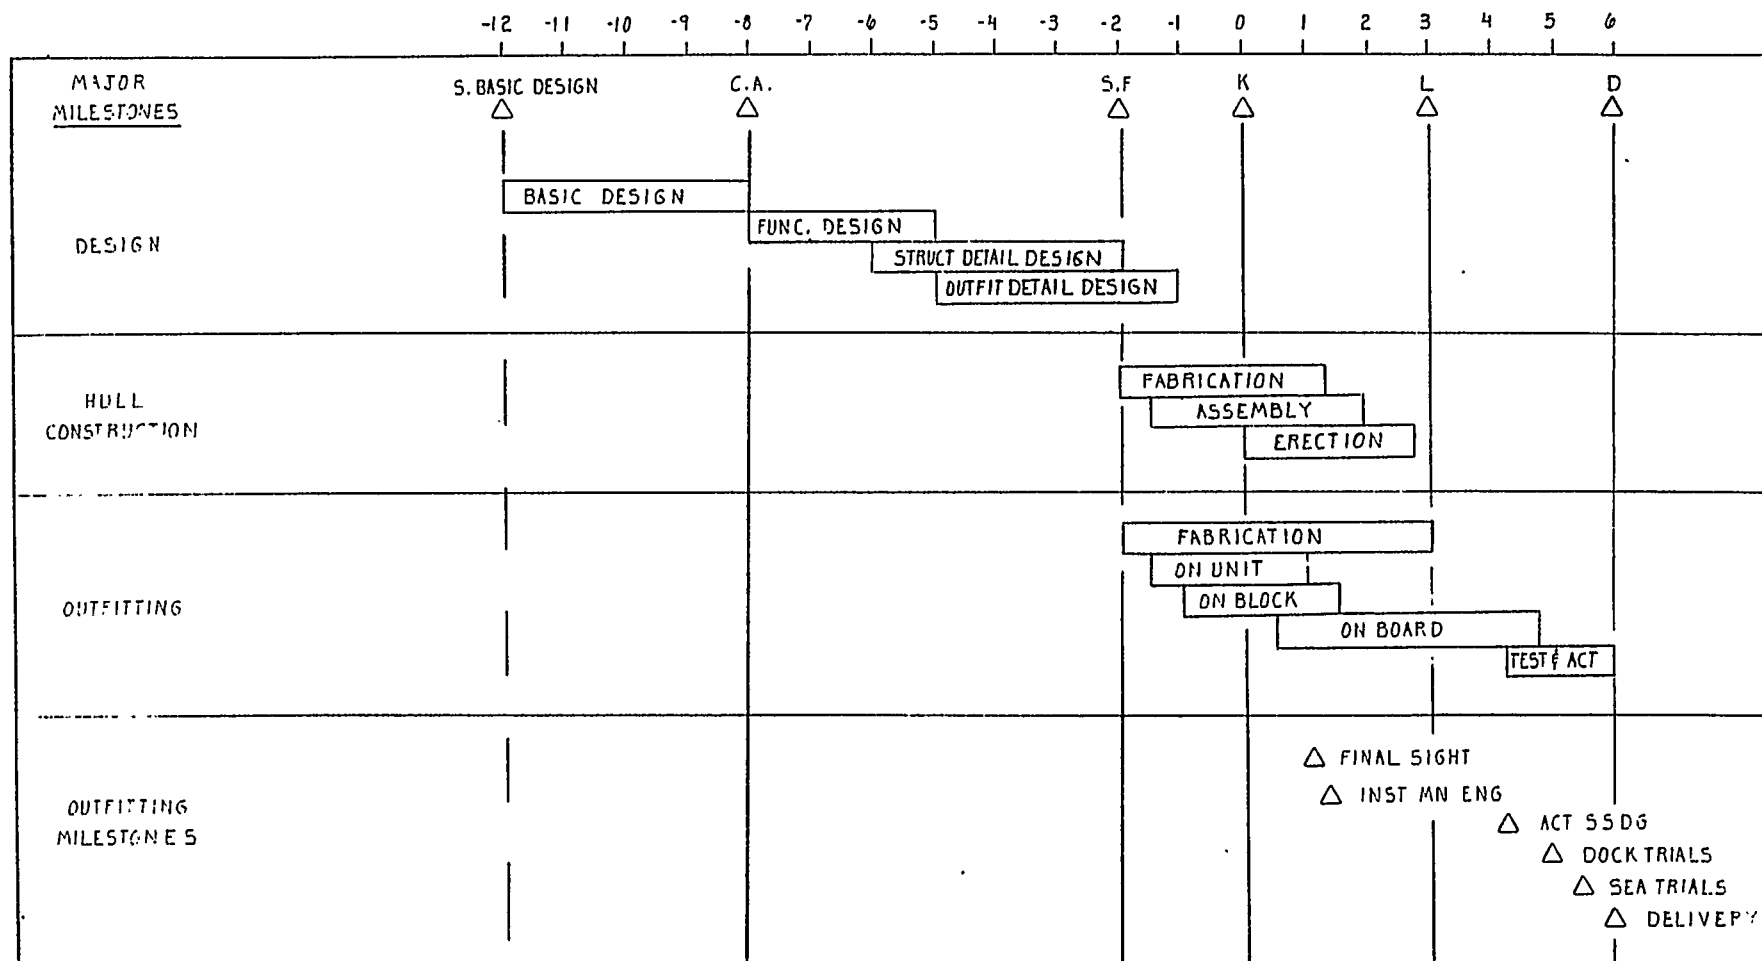 -12 -11 -10 -9 -8 -7 -6 -5 -4 -3 -2 -1 0 1 2 3 4 5 6
MAJOR
MILESTONES
S. BASIC DESIGN C.A. S.F K L D
BASIC DESIGN
FUNC. DESIGN
DESIGN
STRUCT DETAIL DESIGN
OUTFIT DETAIL DESIGN
FABRICATION
HULL
CONSTRUCTION
ASSEMBLY
ERECTION
FABRICATION
ON UNIT
ON BLOCK
OUTFITTING
ON BOARD
TEST & ACT
FINAL SIGHT
INST MN ENG
OUTFITTING
MILESTONES
ACT SSDG
DOCK TRIALS
SEA TRIALS
DELIVERY